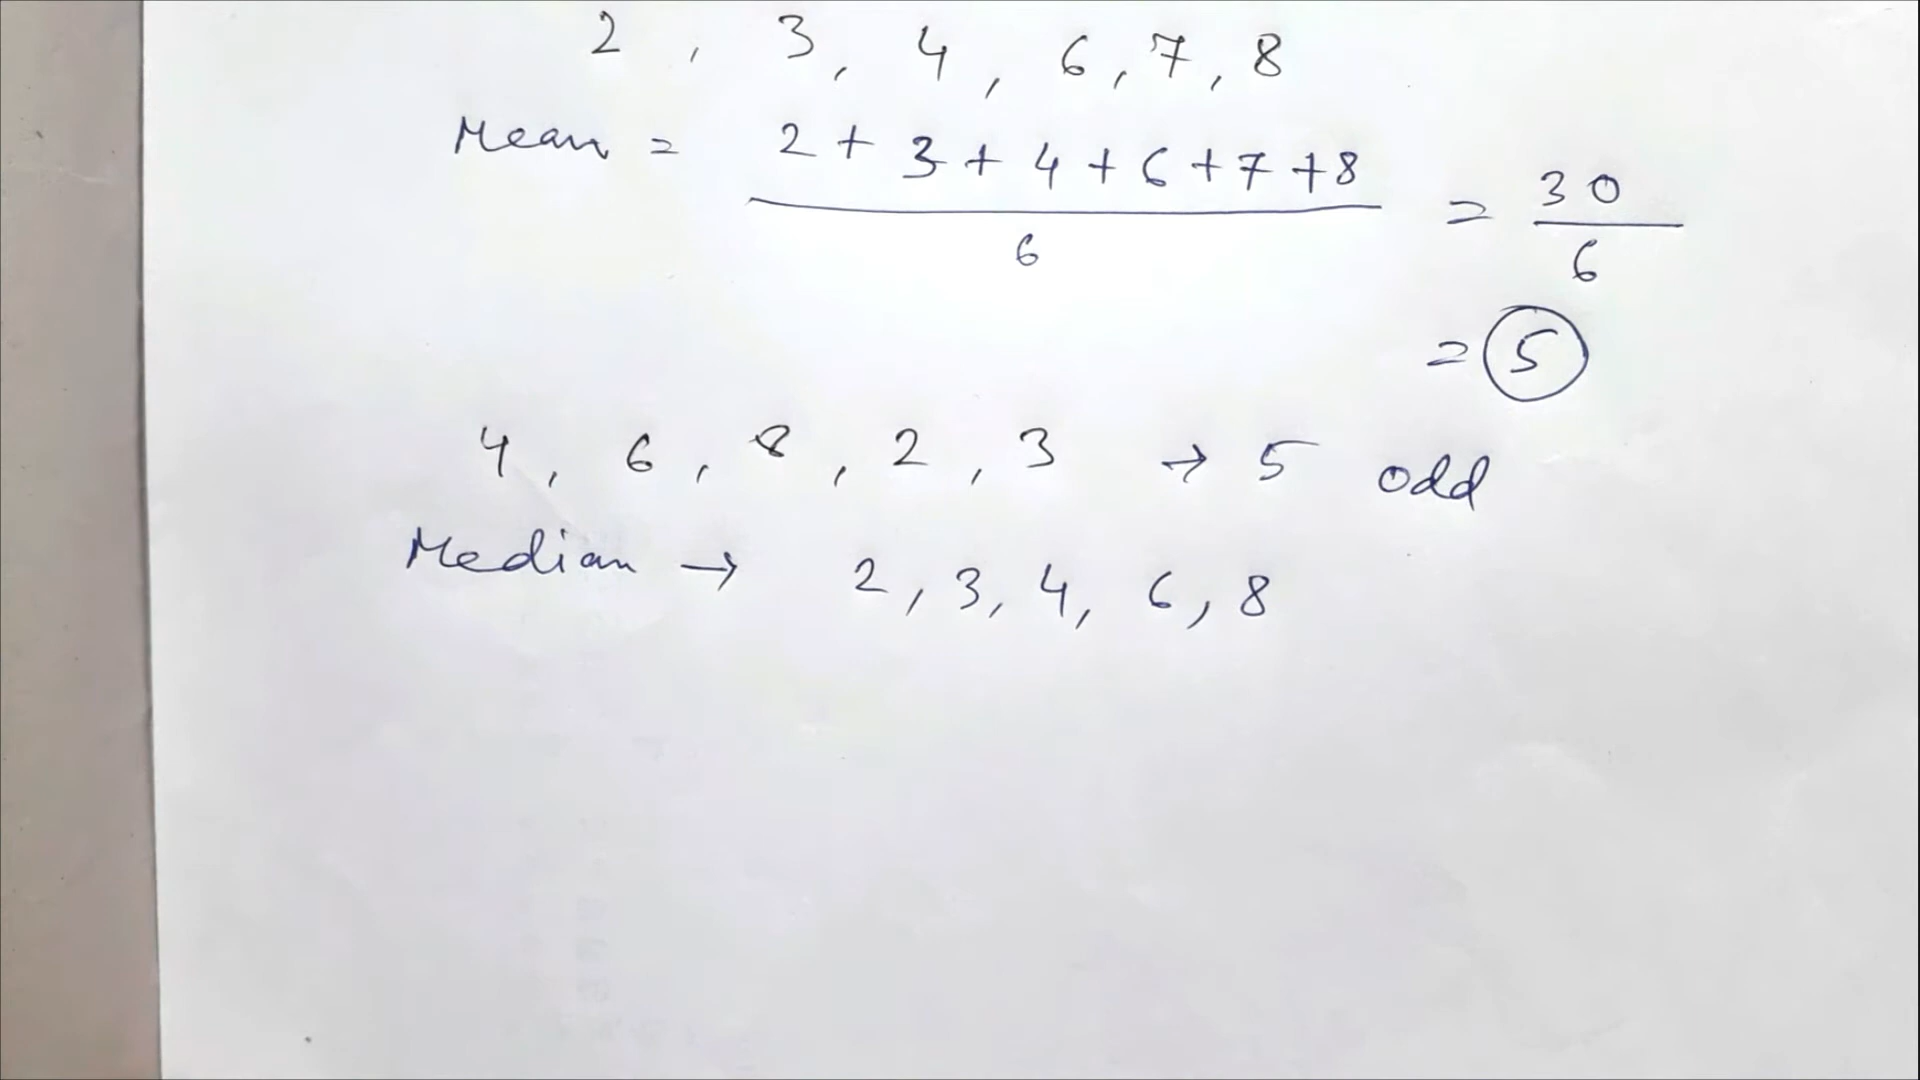 2, 3, 4, 6, 7, 8
Mean = 2 + 3 + 4 + 6 + 7 + 8 / 6 = 30 / 6
= 5
4, 6, 8, 2, 3 → 5 odd
Median → 2, 3, 4, 6, 8